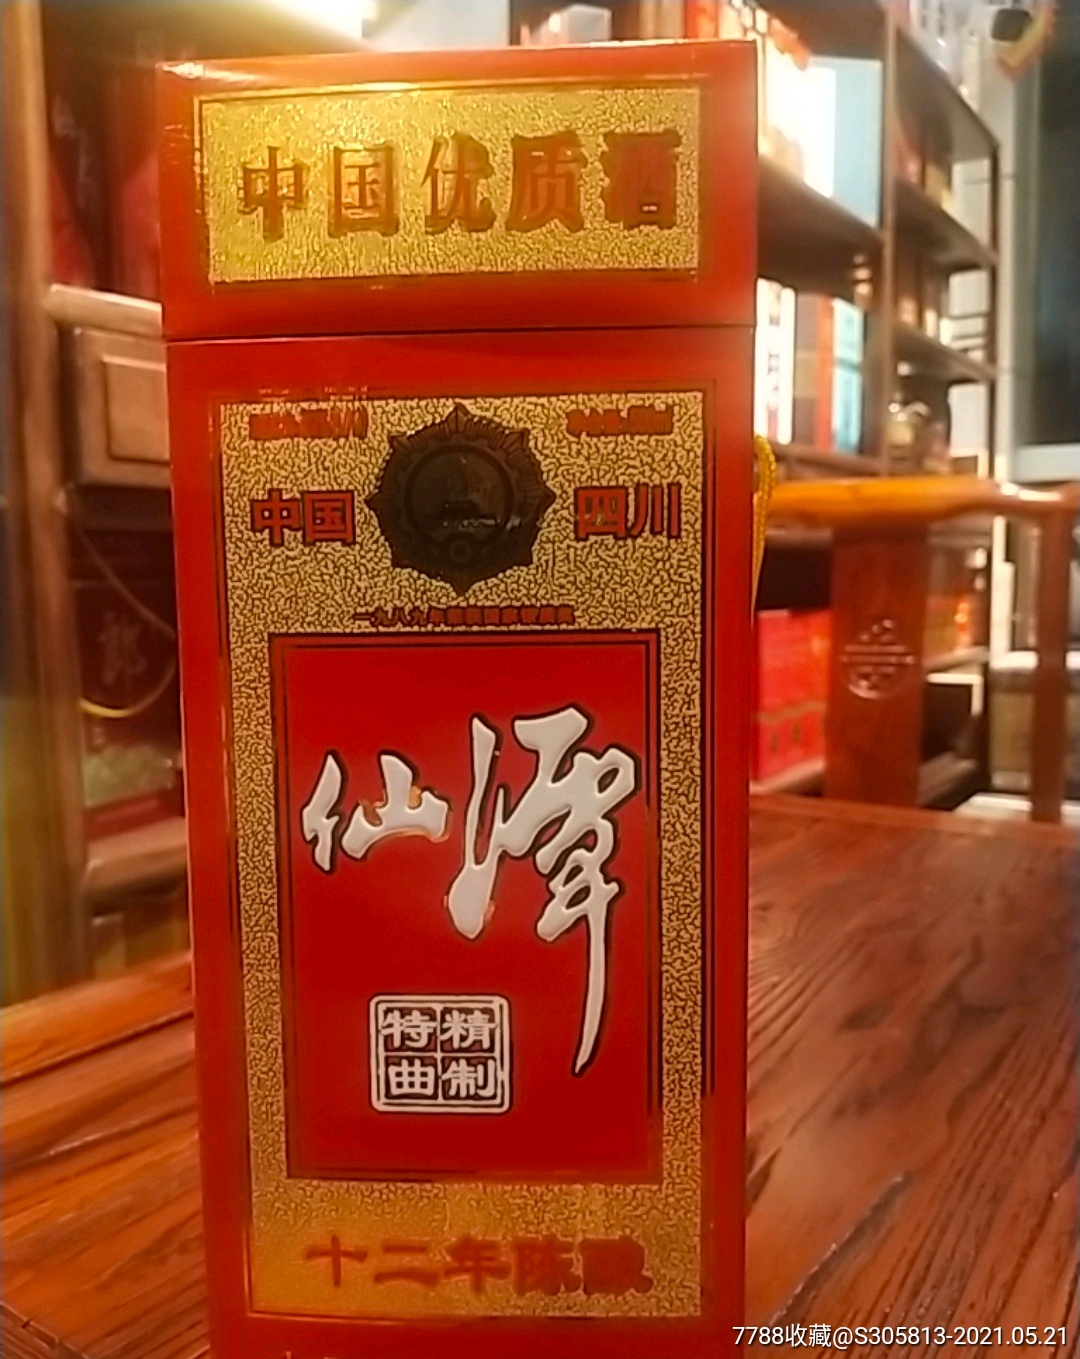 中国优质酒
中国
四川
仙潭
精制
特曲
十二年陈酿
郎
7788收藏@S305813-2021.05.21